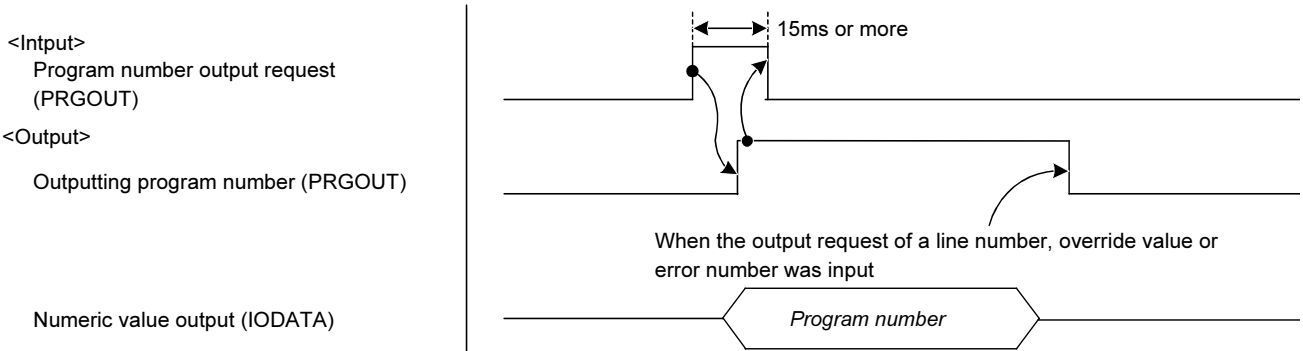 15ms or more
<Intput>
Program number output request
(PRGOUT)
<Output>
Outputting program number (PRGOUT)
When the output request of a line number, override value or
error number was input
Numeric value output (IODATA)
Program number